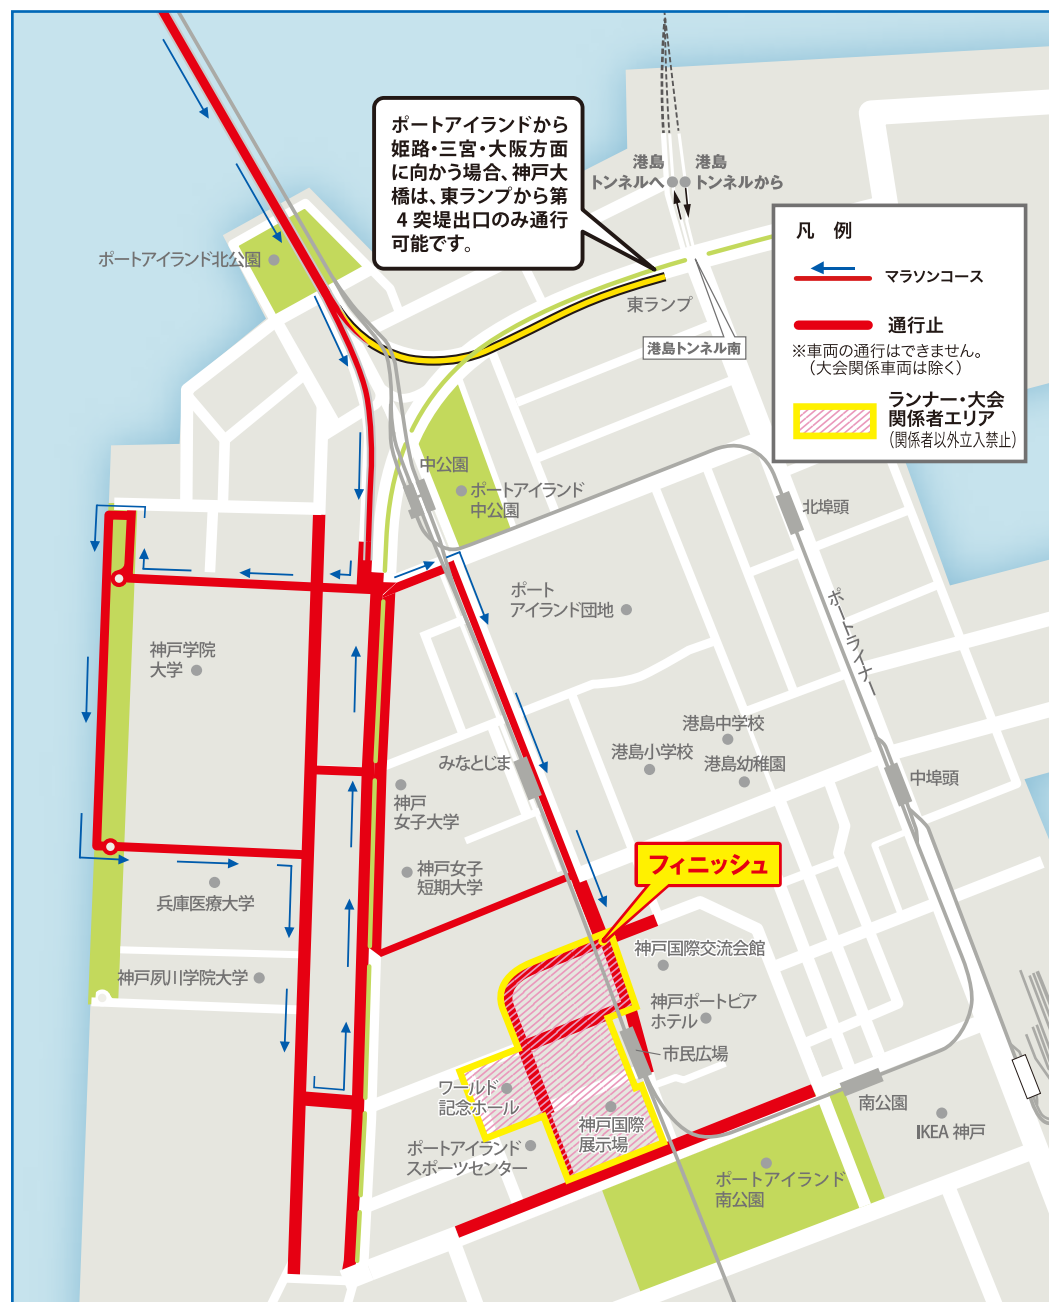 ポートアイランドから
姫路・三宮・大阪方面
に向かう場合、神戸大
橋は、東ランプから第
4 突堤出口のみ通行
可能です。
港島
トンネルへ
港島
トンネルから
凡 例
マラソンコース
通行止
※車両の通行はできません。
（大会関係車両は除く）
ランナー・大会
関係者エリア
（関係者以外立入禁止）
ポートアイランド北公園
東ランプ
港島トンネル南
中公園
ポートアイランド
中公園
北埠頭
ポート
アイランド団地
ポートライナー
神戸学院
大学
港島中学校
港島小学校
港島幼稚園
みなとじま
中埠頭
神戸
女子大学
神戸女子
短期大学
フィニッシュ
兵庫医療大学
神戸国際交流会館
神戸夙川学院大学
神戸ポートピア
ホテル
市民広場
ワールド
記念ホール
神戸国際
展示場
南公園
IKEA 神戸
ポートアイランド
スポーツセンター
ポートアイランド
南公園